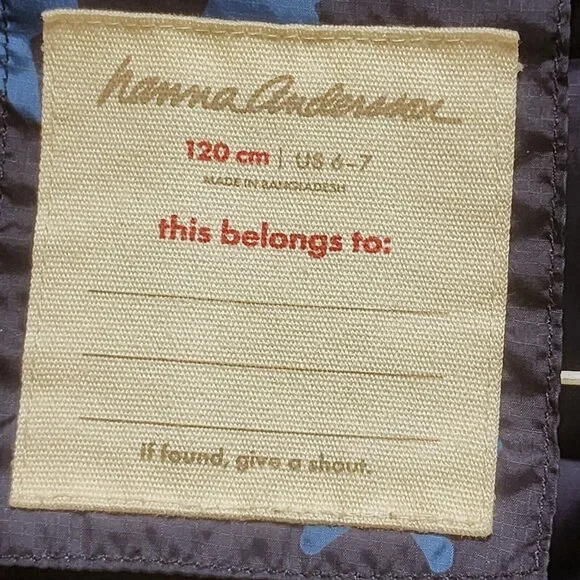 hanna Andersson
120 cm | US 6-7
MADE IN BANGLADESH
this belongs to:
if found, give a shout.